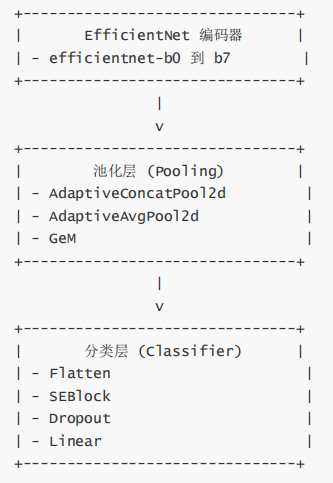 +-------------------------------+
|       EfficientNet 编码器      |
| - efficientnet-b0 到 b7        |
+-------------------------------+
                |
                v
+-------------------------------+
|        池化层 (Pooling)        |
| - AdaptiveConcatPool2d         |
| - AdaptiveAvgPool2d            |
| - GeM                          |
+-------------------------------+
                |
                v
+-------------------------------+
|       分类层 (Classifier)      |
| - Flatten                      |
| - SEBlock                      |
| - Dropout                      |
| - Linear                       |
+-------------------------------+